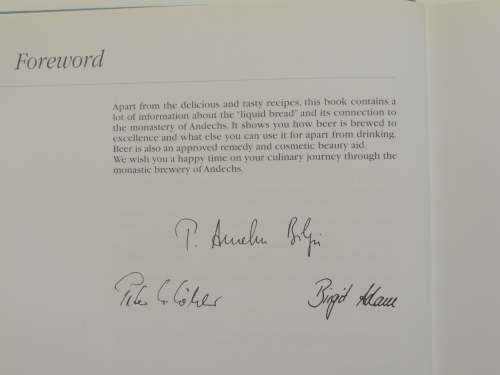 Foreword
Apart from the delicious and tasty recipes, this book contains a
lot of information about the "liquid bread" and its connection to
the monastery of Andechs. It shows you how beer is brewed to
excellence and what else you can use it for apart from drinking.
Beer is also an approved remedy and cosmetic beauty aid.
We wish you a happy time on your culinary journey through the
monastic brewery of Andechs.
P. Anselm Bilgri
Birgit Adam